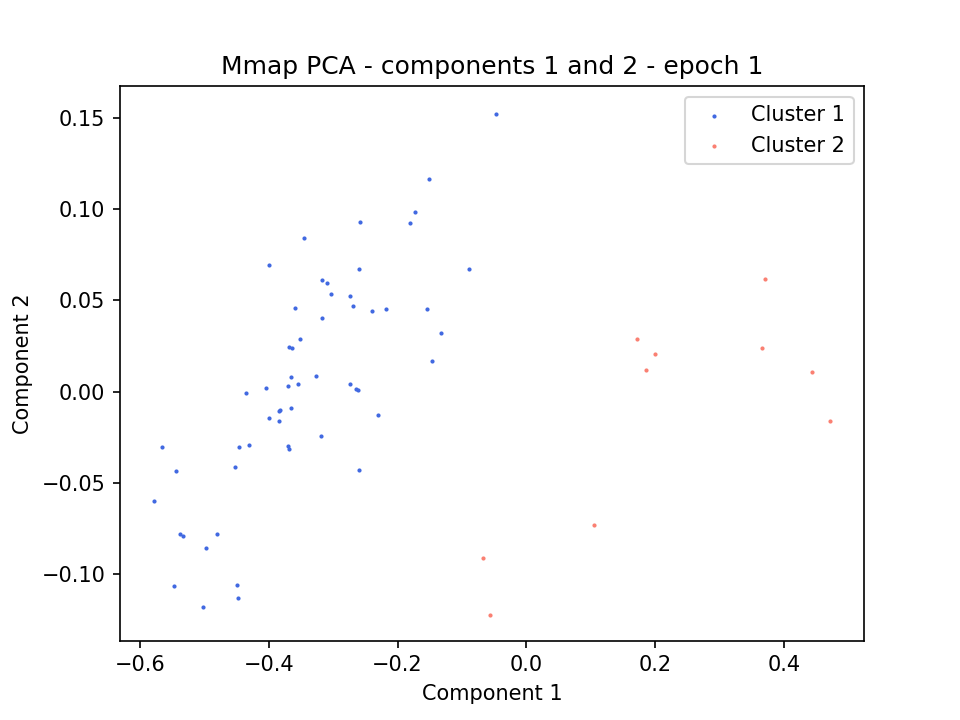 Mmap PCA - components 1 and 2 - epoch 1
Cluster 1
Cluster 2
0.15
0.10
0.05
0.00
−0.05
−0.10
Component 2
−0.6 −0.4 −0.2 0.0 0.2 0.4
Component 1